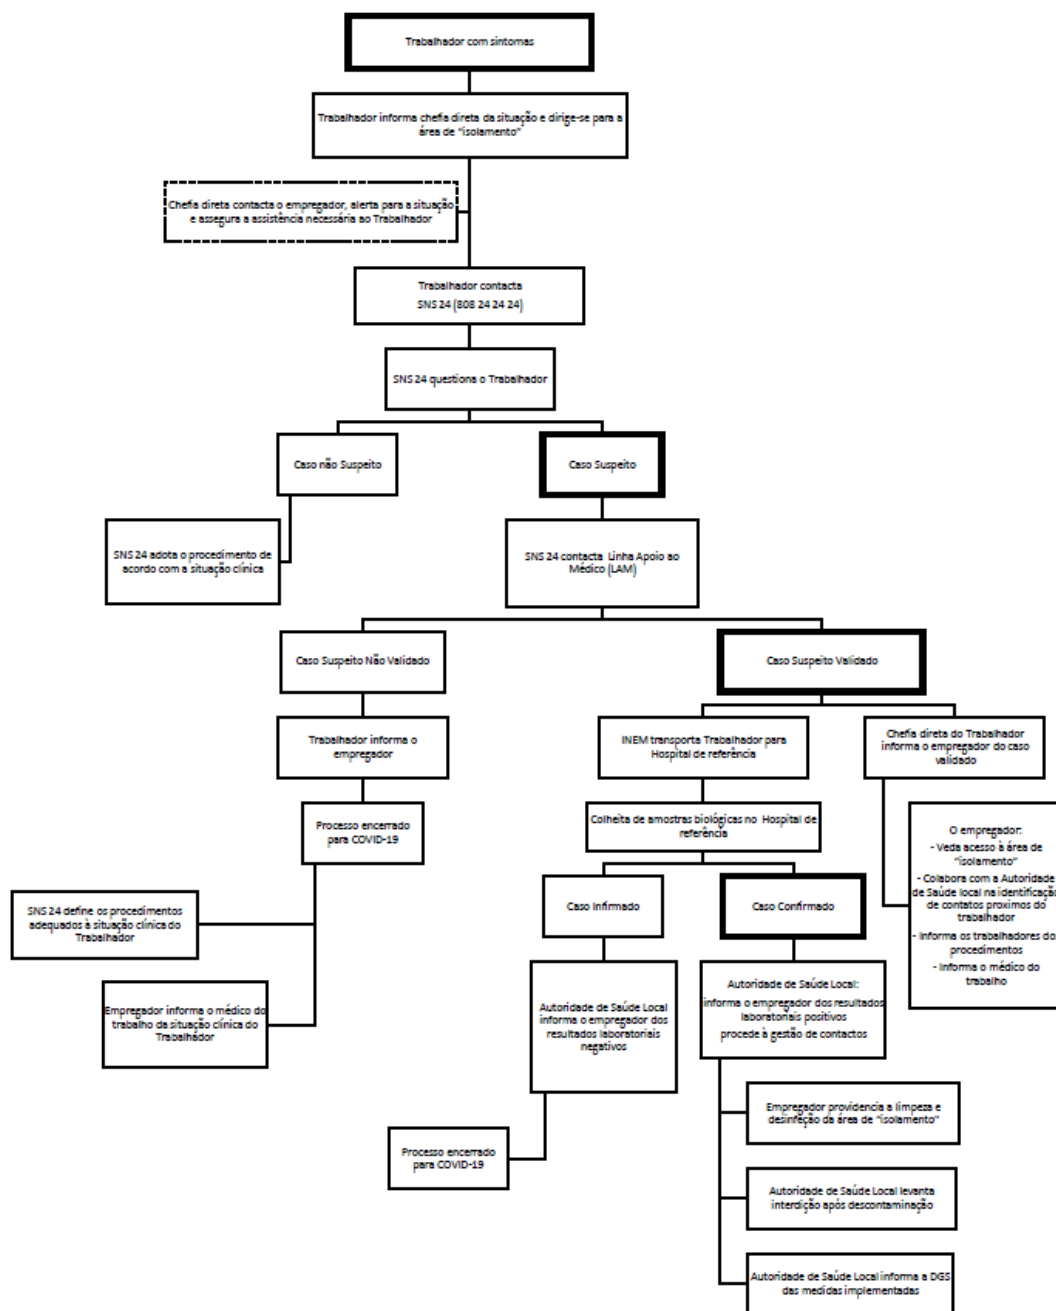 Trabalhador com sintomas
Trabalhador informa chefia direta da situação e dirige-se para a
área de "isolamento"
Chefia direta contacta o empregador, alerta para a situação
e assegura a assistência necessária ao Trabalhador
Trabalhador contacta
SNS 24 (808 24 24 24)
SNS 24 questiona o Trabalhador
Caso não Suspeito
Caso Suspeito
SNS 24 adota o procedimento de
acordo com a situação clínica
SNS 24 contacta Linha Apoio ao
Médico (LAM)
Caso Suspeito Não Validado
Caso Suspeito Validado
Trabalhador informa o
empregador
INEM transporta Trabalhador para
Hospital de referência
Chefia direta do Trabalhador
informa o empregador do caso
validado
Processo encerrado
para COVID-19
Colheita de amostras biológicas no Hospital de
referência
O empregador:
- Veda acesso à área de
"isolamento"
- Colabora com a Autoridade
de Saúde local na identificação
de contatos proximos do
trabalhador
- Informa os trabalhadores dos
procedimentos
- Informa o médico do
trabalho
SNS 24 define os procedimentos
adequados à situação clínica do
Trabalhador
Caso Infirmado
Caso Confirmado
Empregador informa o médico do
trabalho da situação clínica do
Trabalhador
Autoridade de Saúde Local
informa o empregador dos
resultados laboratoriais
negativos
Autoridade de Saúde Local:
informa o empregador dos resultados
laboratoriais positivos
procede à gestão de contactos
Processo encerrado
para COVID-19
Empregador providencia a limpeza e
desinfeção da área de "isolamento"
Autoridade de Saúde Local levanta
interdição após descontaminação
Autoridade de Saúde Local informa a DGS
das medidas implementadas